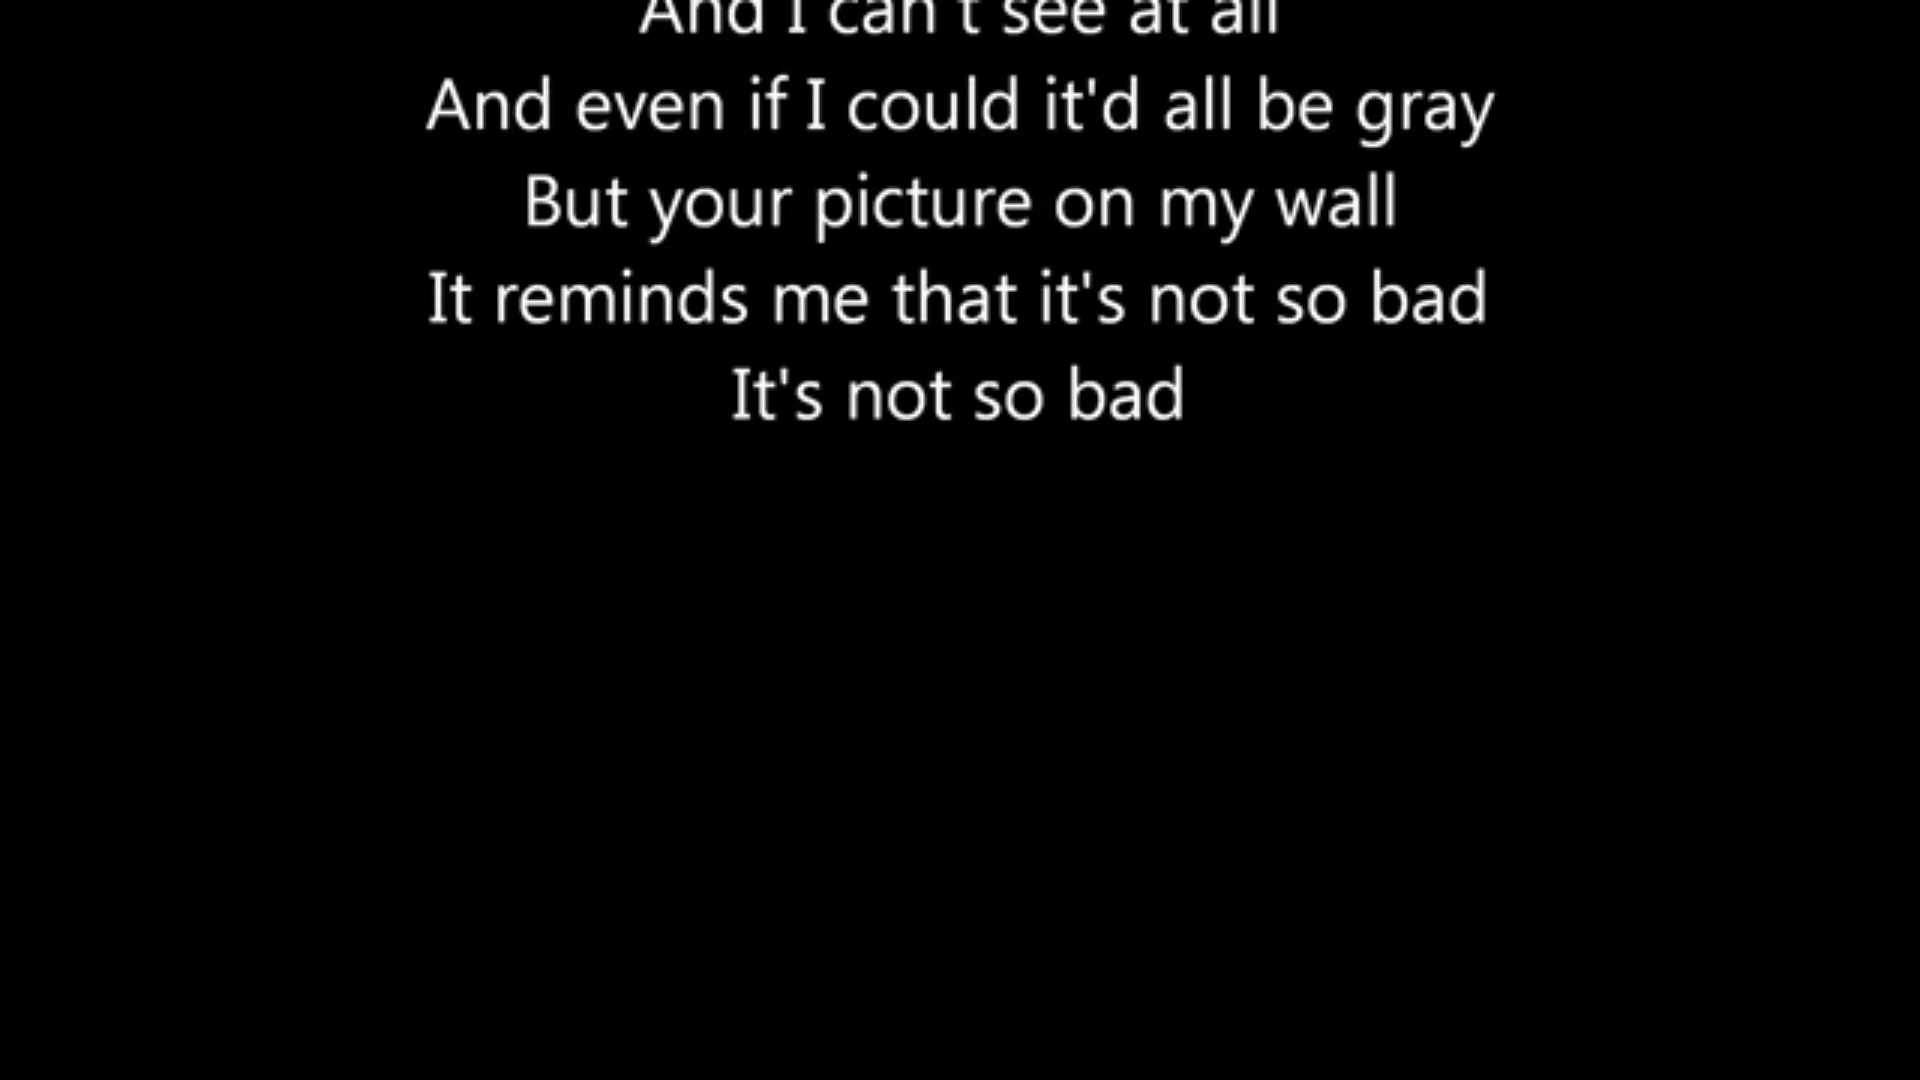 And I can't see at all
And even if I could it'd all be gray
But your picture on my wall
It reminds me that it's not so bad
It's not so bad